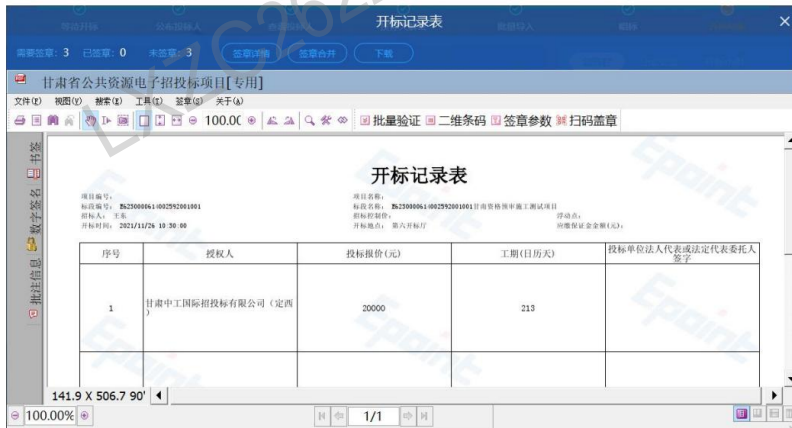 开标记录表
需要签章：3 已签章：0 未签章：3 签章详情 签章合并 下载
甘肃省公共资源电子招投标项目[专用]
文件(F) 视图(V) 搜索(E) 工具(T) 签章(S) 关于(A)
100.0( 批量验证 二维条码 签章参数 扫码盖章
书签
数字签名
批注信息
开标记录表
项目编号： 项目名称：
标段编号： E6230000614002592001001 标段名称： E6230000614002592001001甘肃资格预审施工测试项目
招标人： 王东 招标控制价： 浮动点：
开标时间： 2021/11/26 10:30:00 开标地点： 第六开标厅 应缴保证金金额(元)：
序号 授权人 投标报价(元) 工期(日历天) 投标单位法人代表或法定代表委托人签字
1 甘肃中工国际招投标有限公司（定西） 20000 213
Epoint
141.9 X 506.7 90'
100.00% 1/1